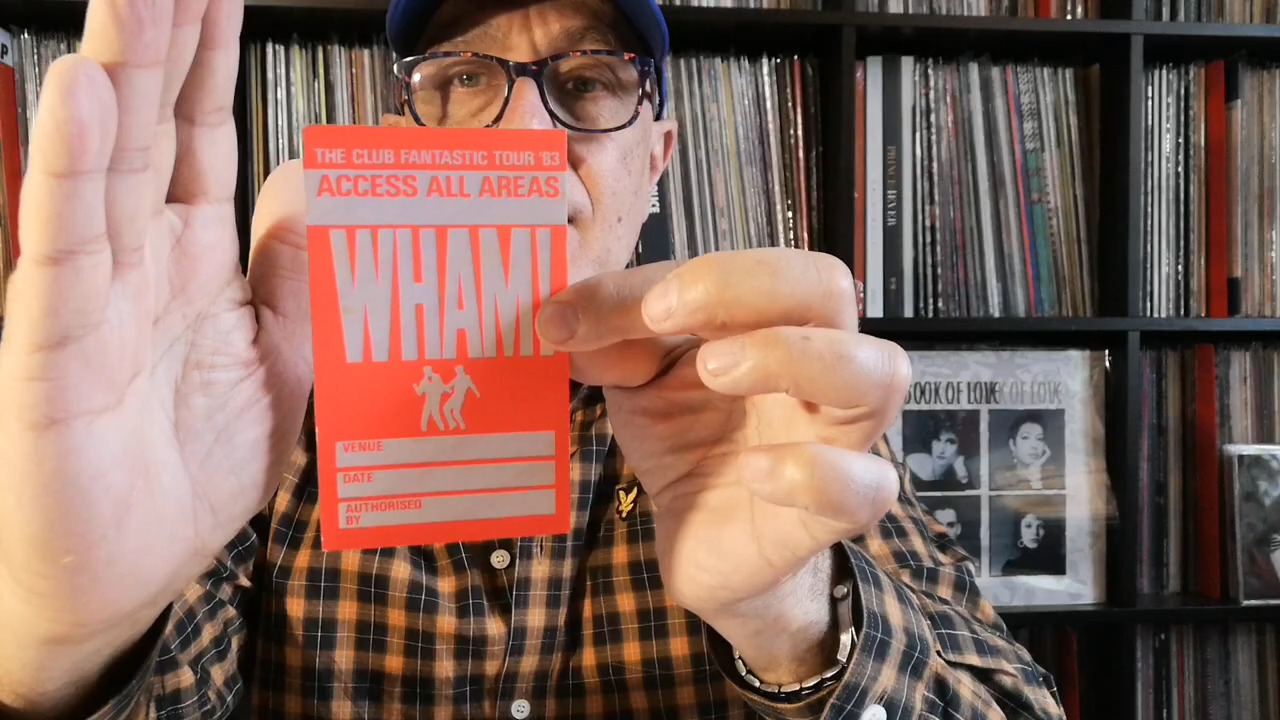 THE CLUB FANTASTIC TOUR '83
ACCESS ALL AREAS
WHAM!
VENUE
DATE
AUTHORISED
BY
BOOK OF LOVE